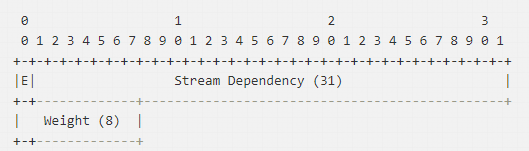 0                   1                   2                   3
 0 1 2 3 4 5 6 7 8 9 0 1 2 3 4 5 6 7 8 9 0 1 2 3 4 5 6 7 8 9 0 1
+-+-+-+-+-+-+-+-+-+-+-+-+-+-+-+-+-+-+-+-+-+-+-+-+-+-+-+-+-+-+-+-+
|E|                  Stream Dependency (31)                     |
+-+-------------+-----------------------------------------------+
|   Weight (8)  |
+-+-------------+